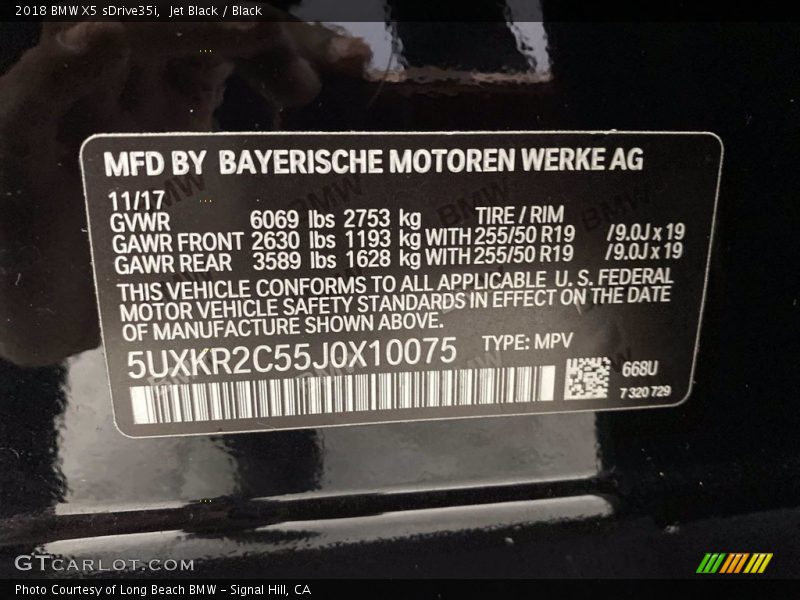 2018 BMW X5 sDrive35i,  Jet Black / Black
MFD BY BAYERISCHE MOTOREN WERKE AG
11/17
GVWR 6069 lbs 2753 kg TIRE / RIM
GAWR FRONT 2630 lbs 1193 kg WITH 255/50 R19 /9.0J x 19
GAWR REAR 3589 lbs 1628 kg WITH 255/50 R19 /9.0J x 19
THIS VEHICLE CONFORMS TO ALL APPLICABLE U. S. FEDERAL
MOTOR VEHICLE SAFETY STANDARDS IN EFFECT ON THE DATE
OF MANUFACTURE SHOWN ABOVE.
5UXKR2C55J0X10075 TYPE: MPV
668U
7 320 729
GTCARLOT.COM
Photo Courtesy of Long Beach BMW - Signal Hill, CA